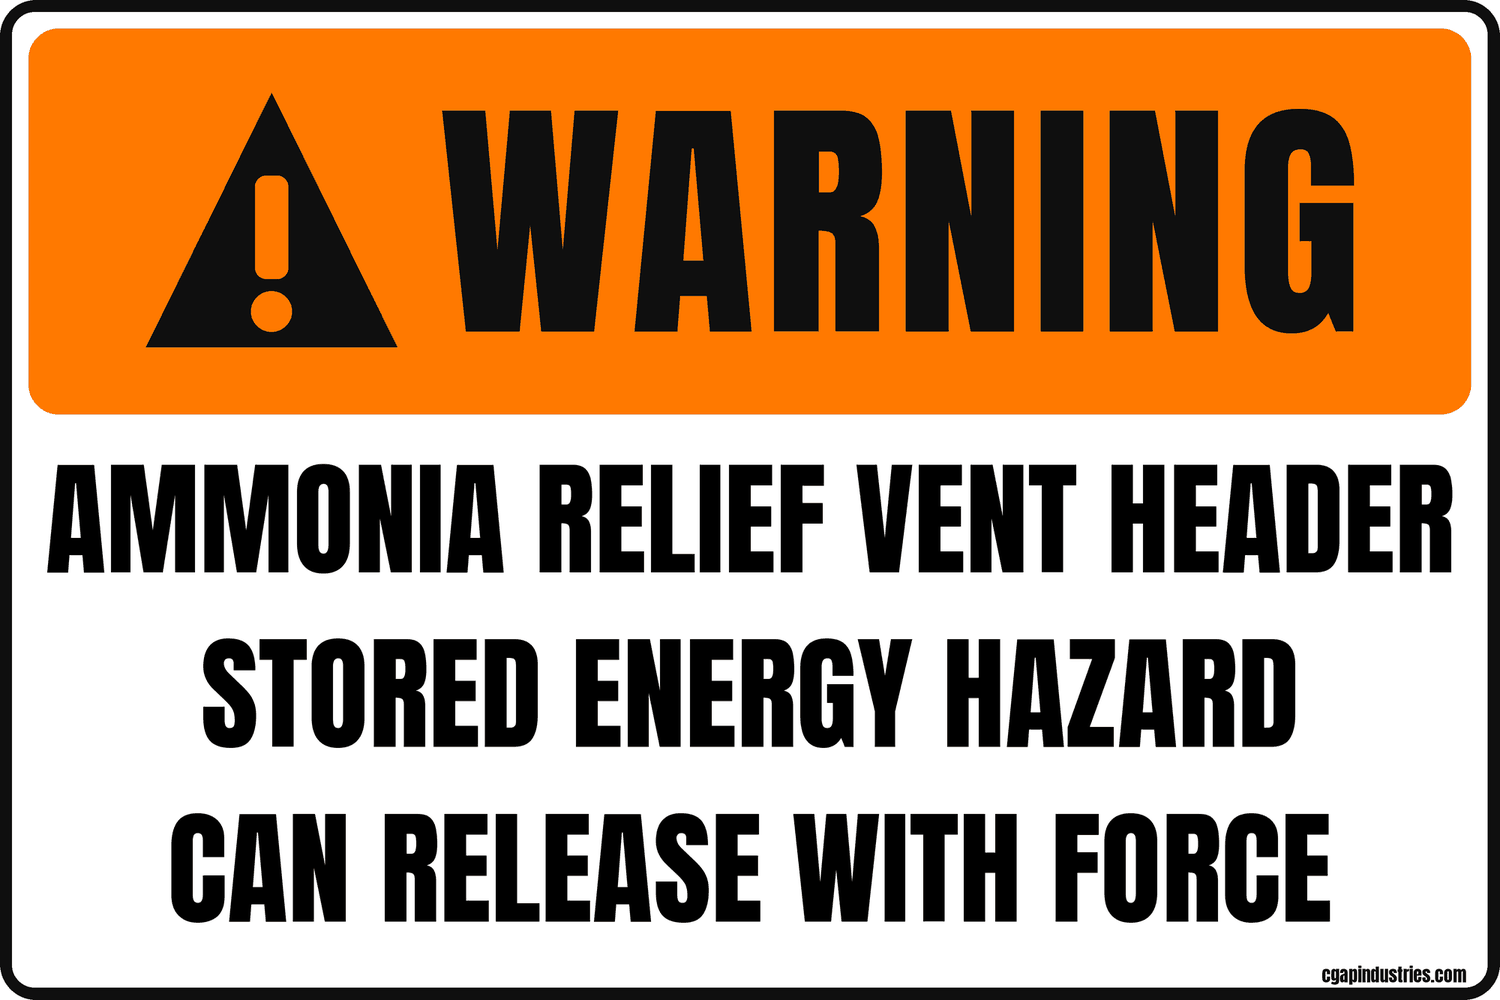 WARNING
AMMONIA RELIEF VENT HEADER
STORED ENERGY HAZARD
CAN RELEASE WITH FORCE
cgapindustries.com